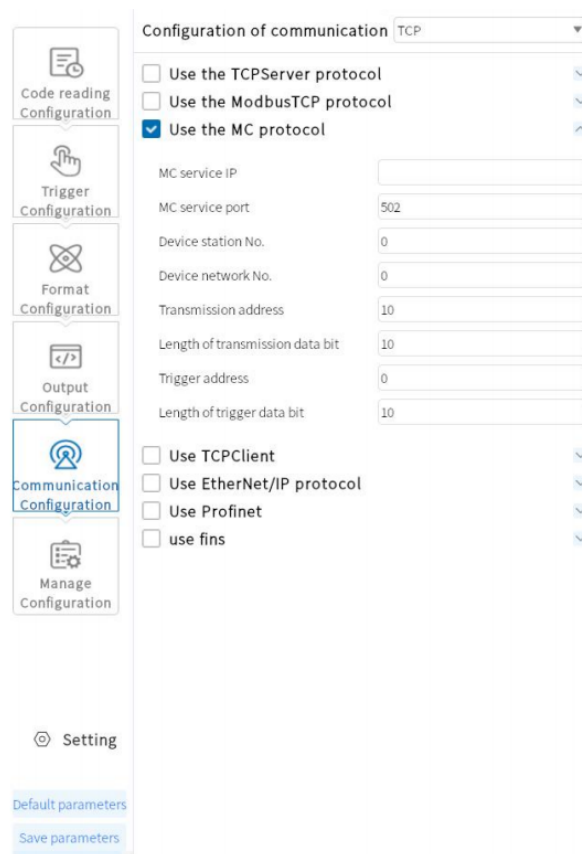 Configuration of communication TCP
Code reading
Configuration
Trigger
Configuration
Format
Configuration
Output
Configuration
Communication
Configuration
Manage
Configuration
Setting
Default parameters
Save parameters
Use the TCPServer protocol
Use the ModbusTCP protocol
Use the MC protocol
MC service IP
MC service port 502
Device station No. 0
Device network No. 0
Transmission address 10
Length of transmission data bit 10
Trigger address 0
Length of trigger data bit 10
Use TCPClient
Use EtherNet/IP protocol
Use Profinet
use fins